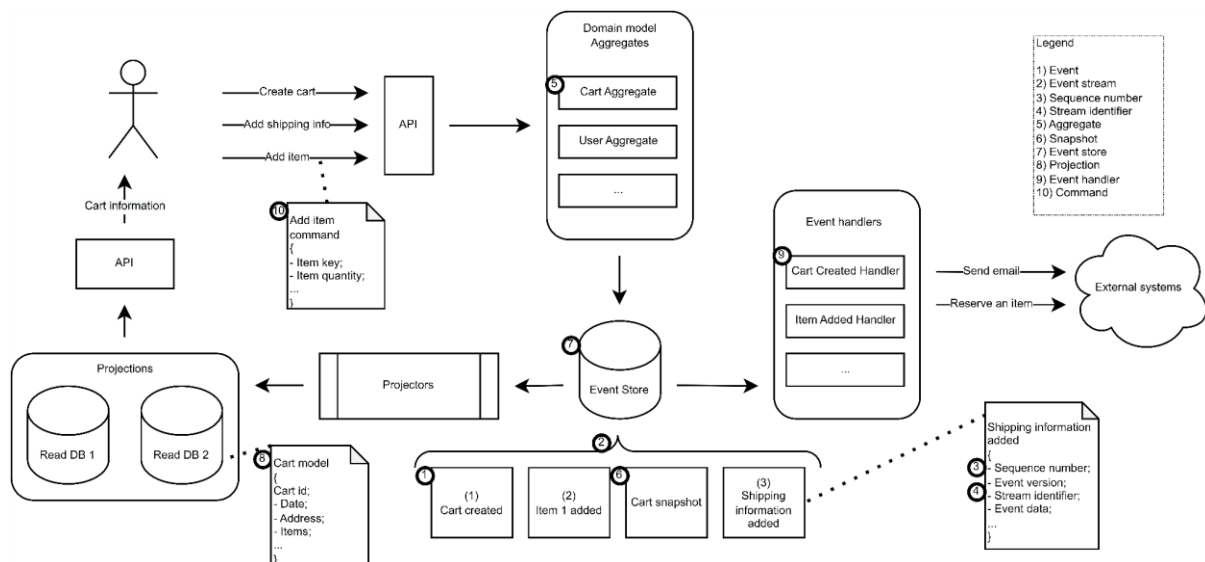 Domain model
Aggregates
5
Cart Aggregate
User Aggregate
...
Create cart
Add shipping info
Add item
API
Legend
1) Event
2) Event stream
3) Sequence number
4) Stream identifier
5) Aggregate
6) Snapshot
7) Event store
8) Projection
9) Event handler
10) Command
Cart information
API
10
Add item
command
{
- Item key;
- Item quantity;
...
}
Event handlers
9
Cart Created Handler
Item Added Handler
...
Send email
Reserve an item
External systems
Projections
Read DB 1
Read DB 2
Projectors
7
Event Store
8
Cart model
{
Cart id;
- Date;
- Address;
- Items;
...
}
2
1
(1)
Cart created
(2)
Item 1 added
6
Cart snapshot
(3)
Shipping
information
added
Shipping information
added
{
3
- Sequence number;
- Event version;
4
- Stream identifier;
- Event data;
...
}